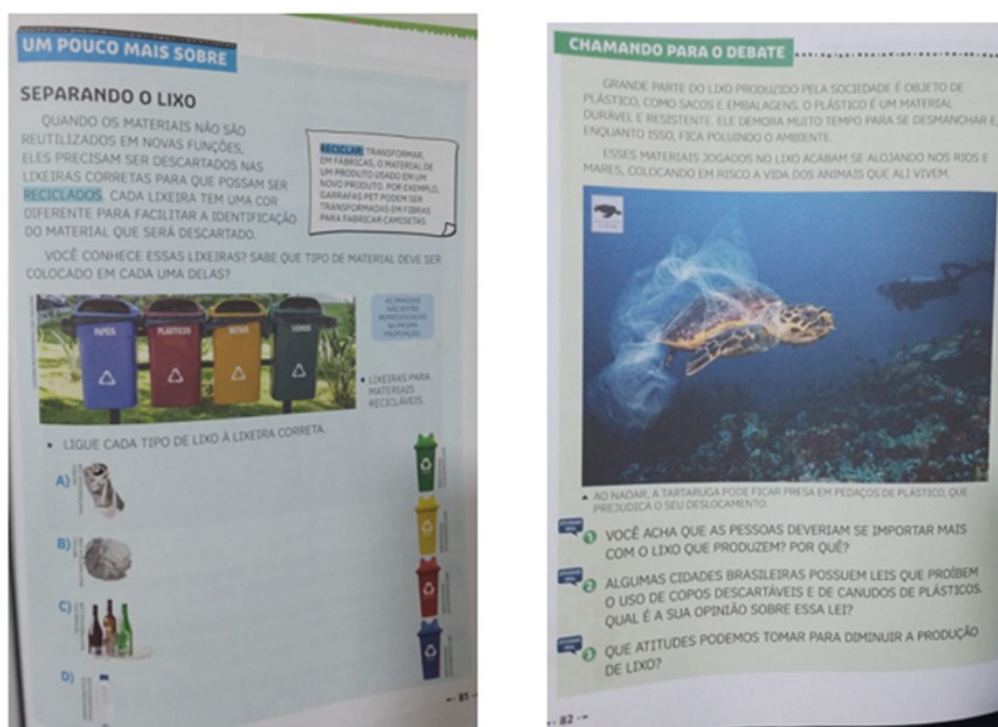 UM POUCO MAIS SOBRE
SEPARANDO O LIXO
QUANDO OS MATERIAIS NÃO SÃO
REUTILIZADOS EM NOVAS FUNÇÕES,
ELES PRECISAM SER DESCARTADOS NAS
LIXEIRAS CORRETAS PARA QUE POSSAM SER
RECICLADOS. CADA LIXEIRA TEM UMA COR
DIFERENTE PARA FACILITAR A IDENTIFICAÇÃO
DO MATERIAL QUE SERÁ DESCARTADO.
RECICLAR: TRANSFORMAR,
EM FÁBRICAS, O MATERIAL DE
UM PRODUTO USADO EM UM
NOVO PRODUTO, POR EXEMPLO,
GARRAFAS PET PODEM SER
TRANSFORMADAS EM FIBRAS
PARA FABRICAR CAMISETAS.
VOCÊ CONHECE ESSAS LIXEIRAS? SABE QUE TIPO DE MATERIAL DEVE SER
COLOCADO EM CADA UMA DELAS?
PAPÉIS
PLÁSTICOS
METAIS
VIDROS
AS IMAGENS
NÃO ESTÃO
REPRESENTADAS
NA MESMA
PROPORÇÃO.
LIXEIRAS PARA
MATERIAIS
RECICLÁVEIS.
• LIGUE CADA TIPO DE LIXO À LIXEIRA CORRETA.
A)
B)
C)
D)
81
CHAMANDO PARA O DEBATE
GRANDE PARTE DO LIXO PRODUZIDO PELA SOCIEDADE É OBJETO DE
PLÁSTICO, COMO SACOS E EMBALAGENS. O PLÁSTICO É UM MATERIAL
DURÁVEL E RESISTENTE. ELE DEMORA MUITO TEMPO PARA SE DESMANCHAR E,
ENQUANTO ISSO, FICA POLUINDO O AMBIENTE.
ESSES MATERIAIS JOGADOS NO LIXO ACABAM SE ALOJANDO NOS RIOS E
MARES, COLOCANDO EM RISCO A VIDA DOS ANIMAIS QUE ALI VIVEM.
AO NADAR, A TARTARUGA PODE FICAR PRESA EM PEDAÇOS DE PLÁSTICO, QUE
PREJUDICA O SEU DESLOCAMENTO.
1 VOCÊ ACHA QUE AS PESSOAS DEVERIAM SE IMPORTAR MAIS
COM O LIXO QUE PRODUZEM? POR QUÊ?
2 ALGUMAS CIDADES BRASILEIRAS POSSUEM LEIS QUE PROÍBEM
O USO DE COPOS DESCARTÁVEIS E DE CANUDOS DE PLÁSTICOS.
QUAL É A SUA OPINIÃO SOBRE ESSA LEI?
3 QUE ATITUDES PODEMOS TOMAR PARA DIMINUIR A PRODUÇÃO
DE LIXO?
82